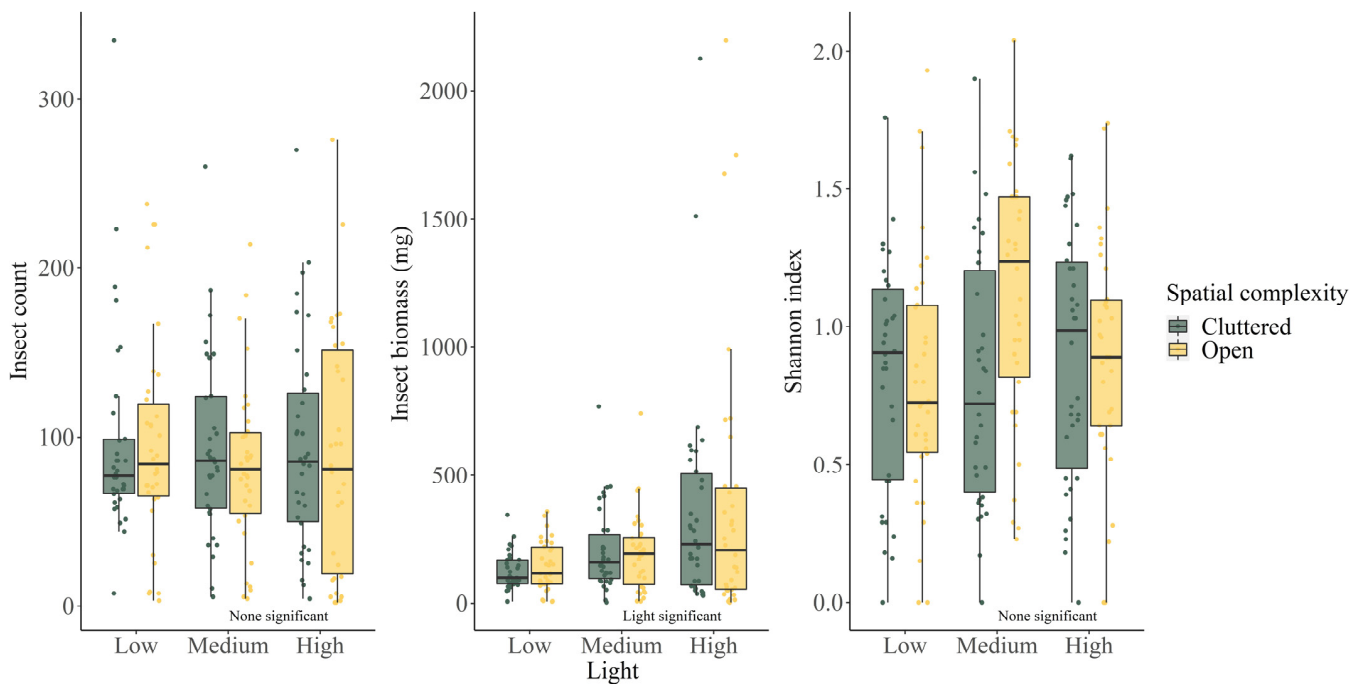 Insect count
300
200
100
0
None significant
Low Medium High
Insect biomass (mg)
2000
1500
1000
500
0
Light significant
Low Medium High
Light
Shannon index
2.0
1.5
1.0
0.5
0.0
None significant
Low Medium High
Spatial complexity
Cluttered
Open